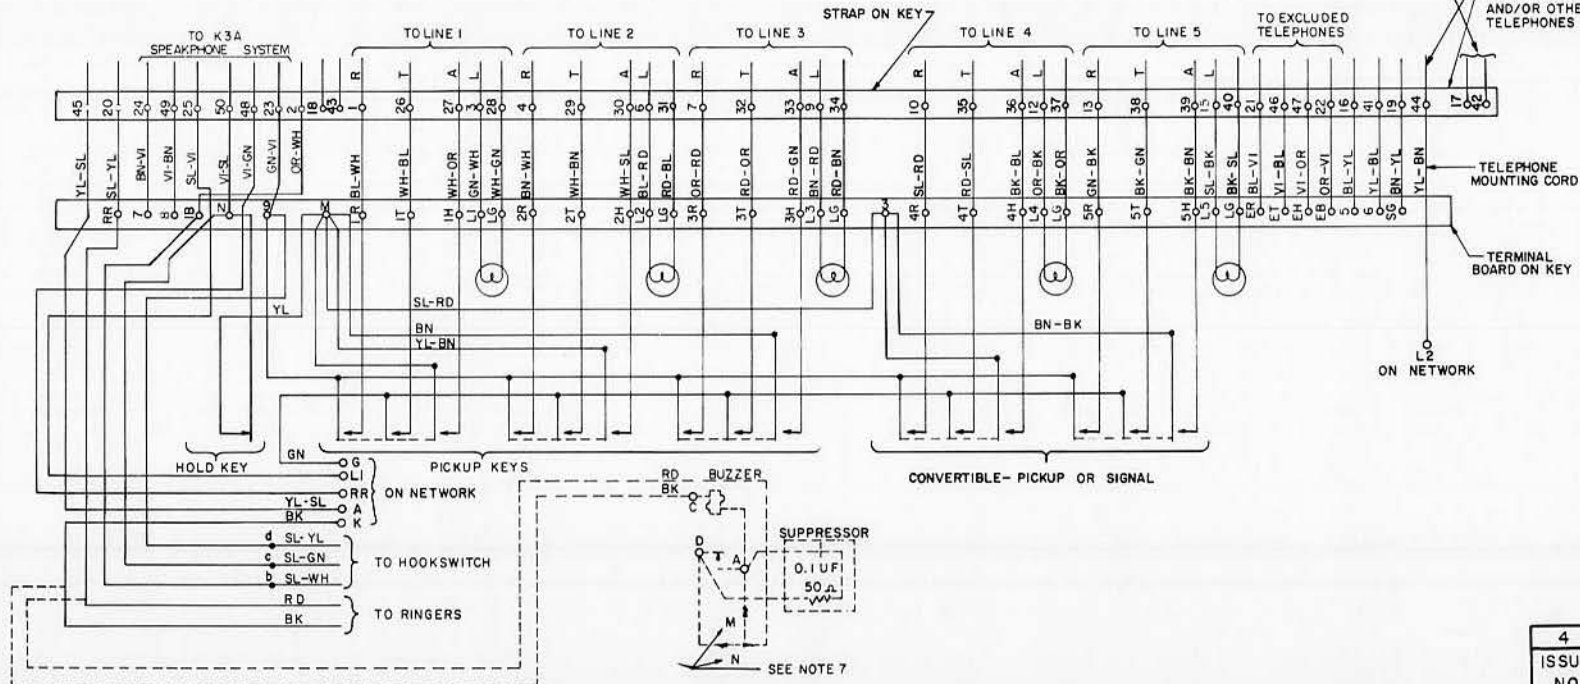 STRAP ON KEY
AND/OR OTHE
TELEPHONES
TO K3A
SPEAKPHONE SYSTEM
TO LINE 1
TO LINE 2
TO LINE 3
TO LINE 4
TO LINE 5
TO EXCLUDED
TELEPHONES
R T A L R T A L R T A L R T A L R T A L
45 20 24 49 25 50 48 23 2 18 43 1 26 27 3 28 4 29 30 6 31 7 32 33 9 34 10 35 36 12 37 13 38 39 15 40 21 46 47 22 16 41 19 44 17 42
YL-SL SL-YL BN-VI VI-BN SL-VI VI-SL VI-GN GN-VI OR-WH BL-WH WH-BL WH-OR GN-WH WH-GN BN-WH WH-BN WH-SL BL-RD RD-BL OR-RD RD-OR RD-GN BN-RD RD-BN SL-RD RD-SL BK-BL OR-BK BK-OR GN-BK BK-GN BK-BN SL-BK BK-SL BL-VI VI-BL VI-OR OR-VI BL-YL YL-BL BN-YL YL-BN
TELEPHONE
MOUNTING CORD
RR 7 8 1B N 9 M 1R 1T 1H L1 LG 2R 2T 2H L2 LG 3R 3T 3H L3 LG 3 4R 4T 4H L4 LG 5R 5T 5H L5 LG ER ET EH EB 5 6 SG
TERMINAL
BOARD ON KEY
YL
SL-RD
BN
BN-BK
YL-BN
L2
ON NETWORK
HOLD KEY
PICKUP KEYS
CONVERTIBLE-PICKUP OR SIGNAL
GN
G
L1
RR
ON NETWORK
YL-SL
A
BK
K
d SL-YL
c SL-GN
TO HOOKSWITCH
b SL-WH
RD
TO RINGERS
BK
RD BUZZER
BK
C
SUPPRESSOR
D
A
0.1 UF
50 Ω
M
N
SEE NOTE 7
4
ISSU
NO